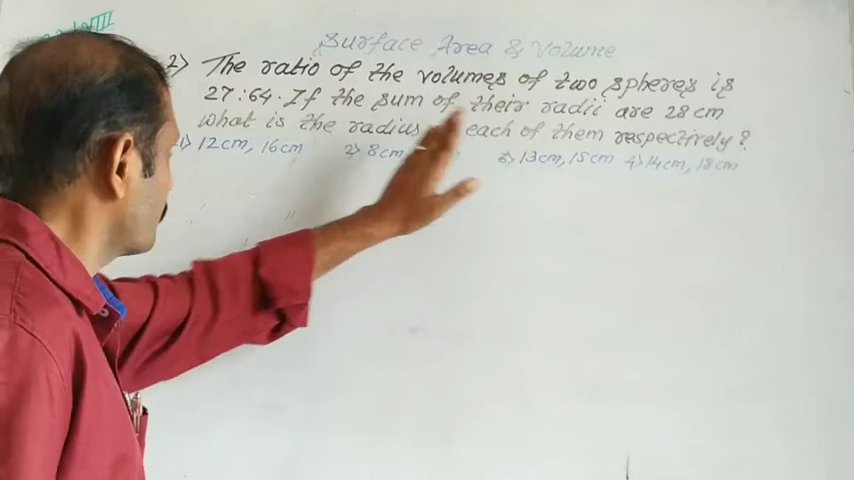 Surface Area & Volume
2) The ratio of the volumes of two spheres is
27:64. If the sum of their radii are 28 cm
what is the radius each of them respectively?
1) 12cm, 16cm 2) 8cm 3) 13cm, 15cm 4) 14cm, 18cm